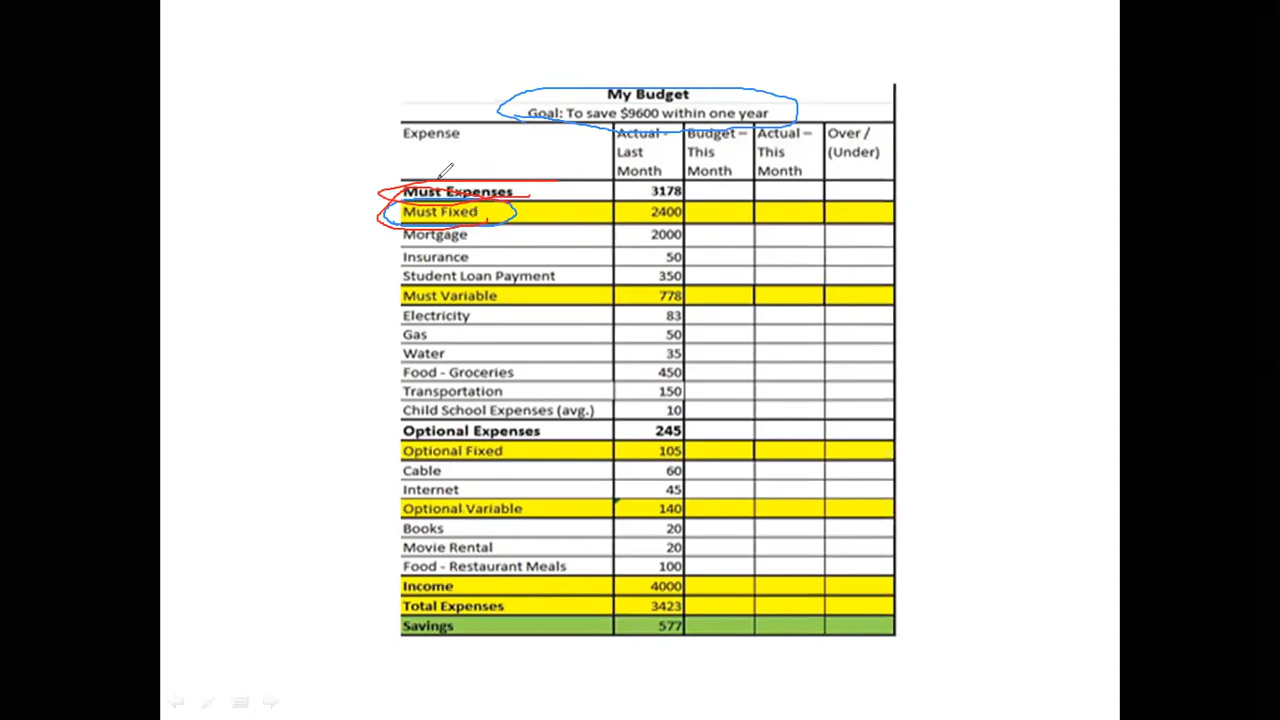 My Budget
Goal: To save $9600 within one year
Expense Actual - Last Month Budget – This Month Actual – This Month Over / (Under)
Must Expenses 3178
Must Fixed 2400
Mortgage 2000
Insurance 50
Student Loan Payment 350
Must Variable 778
Electricity 83
Gas 50
Water 35
Food - Groceries 450
Transportation 150
Child School Expenses (avg.) 10
Optional Expenses 245
Optional Fixed 105
Cable 60
Internet 45
Optional Variable 140
Books 20
Movie Rental 20
Food - Restaurant Meals 100
Income 4000
Total Expenses 3423
Savings 577